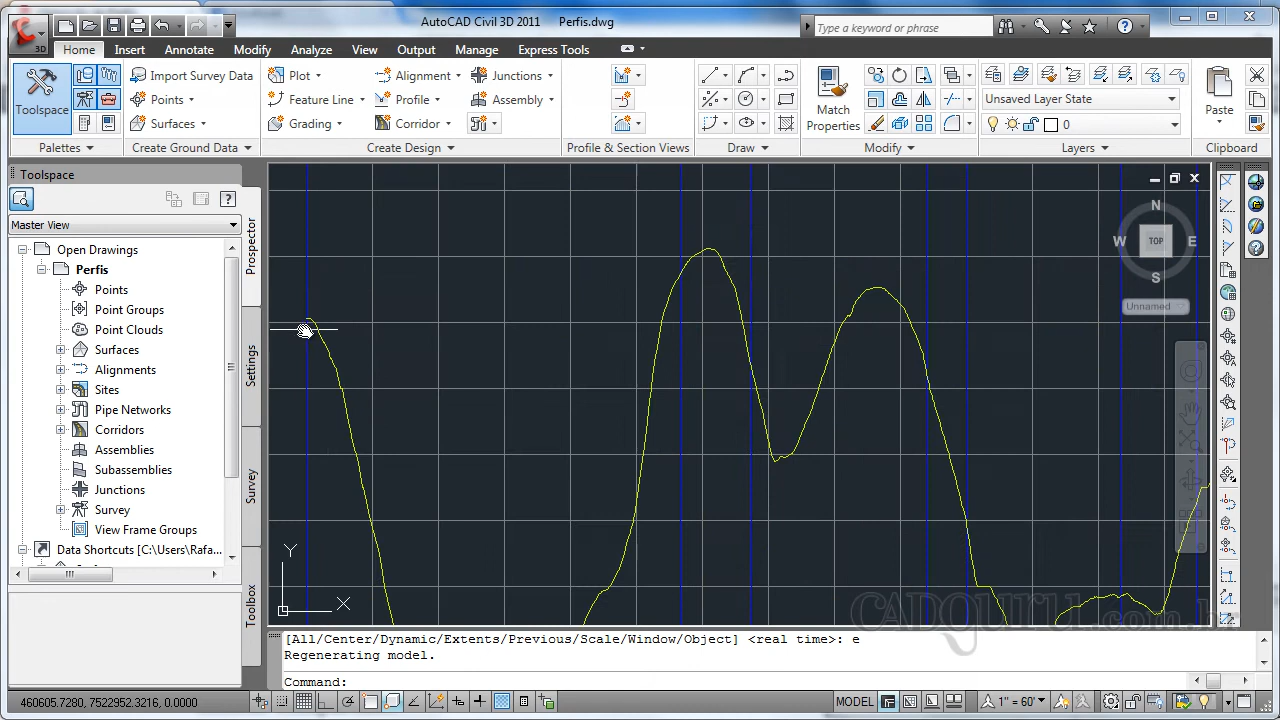 AutoCAD Civil 3D 2011 Perfis.dwg
Type a keyword or phrase
3D
Home Insert Annotate Modify Analyze View Output Manage Express Tools
Toolspace
Import Survey Data
Points
Surfaces
Plot
Feature Line
Grading
Alignment
Profile
Corridor
Junctions
Assembly
Match
Properties
Unsaved Layer State
0
Paste
Palettes
Create Ground Data
Create Design
Profile & Section Views
Draw
Modify
Layers
Clipboard
Toolspace
Master View
Open Drawings
Perfis
Points
Point Groups
Point Clouds
Surfaces
Alignments
Sites
Pipe Networks
Corridors
Assemblies
Subassemblies
Junctions
Survey
View Frame Groups
Data Shortcuts [C:\Users\Rafa...
Prospector
Settings
Survey
Toolbox
N
W TOP E
S
Unnamed
Y
X
CADguru.com.br
[All/Center/Dynamic/Extents/Previous/Scale/Window/Object] <real time>: e
Regenerating model.
Command:
460605.7280, 7522952.3216, 0.0000
MODEL
1" = 60'